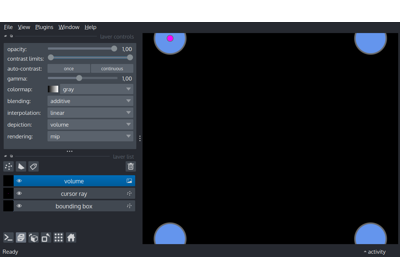 File View Plugins Window Help
layer controls
opacity: 1,00
contrast limits:
auto-contrast: once continuous
gamma: 1,00
colormap: gray
blending: additive
interpolation: linear
depiction: volume
rendering: mip
layer list
volume
cursor ray
bounding box
Ready activity